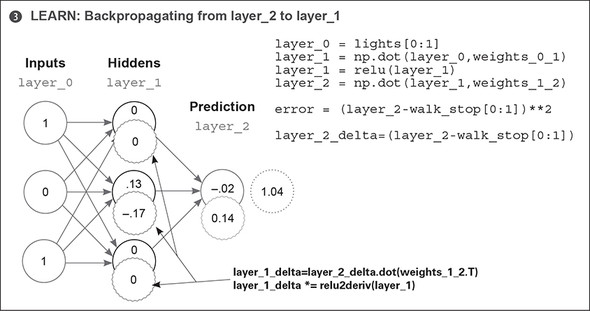 3 LEARN: Backpropagating from layer_2 to layer_1
layer_0 = lights[0:1]
layer_1 = np.dot(layer_0,weights_0_1)
layer_1 = relu(layer_1)
layer_2 = np.dot(layer_1,weights_1_2)
error = (layer_2-walk_stop[0:1])**2
layer_2_delta=(layer_2-walk_stop[0:1])
Inputs
layer_0
Hiddens
layer_1
Prediction
layer_2
1
0
1
0
0
.13
–.17
0
0
–.02
0.14
1.04
layer_1_delta=layer_2_delta.dot(weights_1_2.T)
layer_1_delta *= relu2deriv(layer_1)